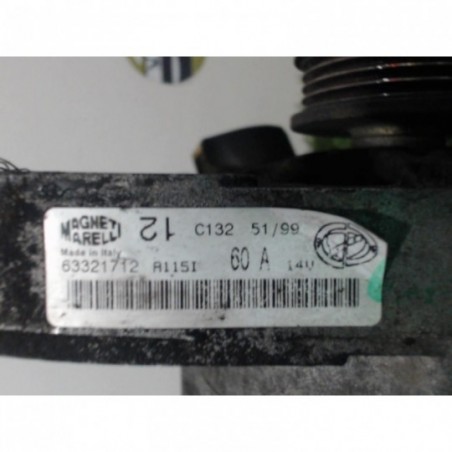 MAGNETI
MARELLI
Made in Italy
12 C132 51/99
63321712 A115I 60 A 14V